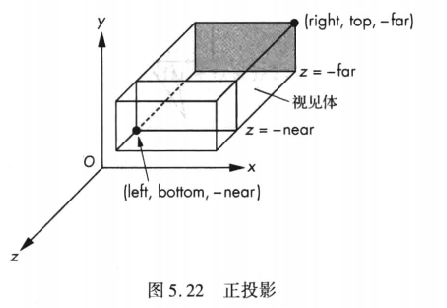 y
(right, top, −far)
z = −far
视见体
z = −near
O
x
(left, bottom, −near)
z
图5.22 正投影